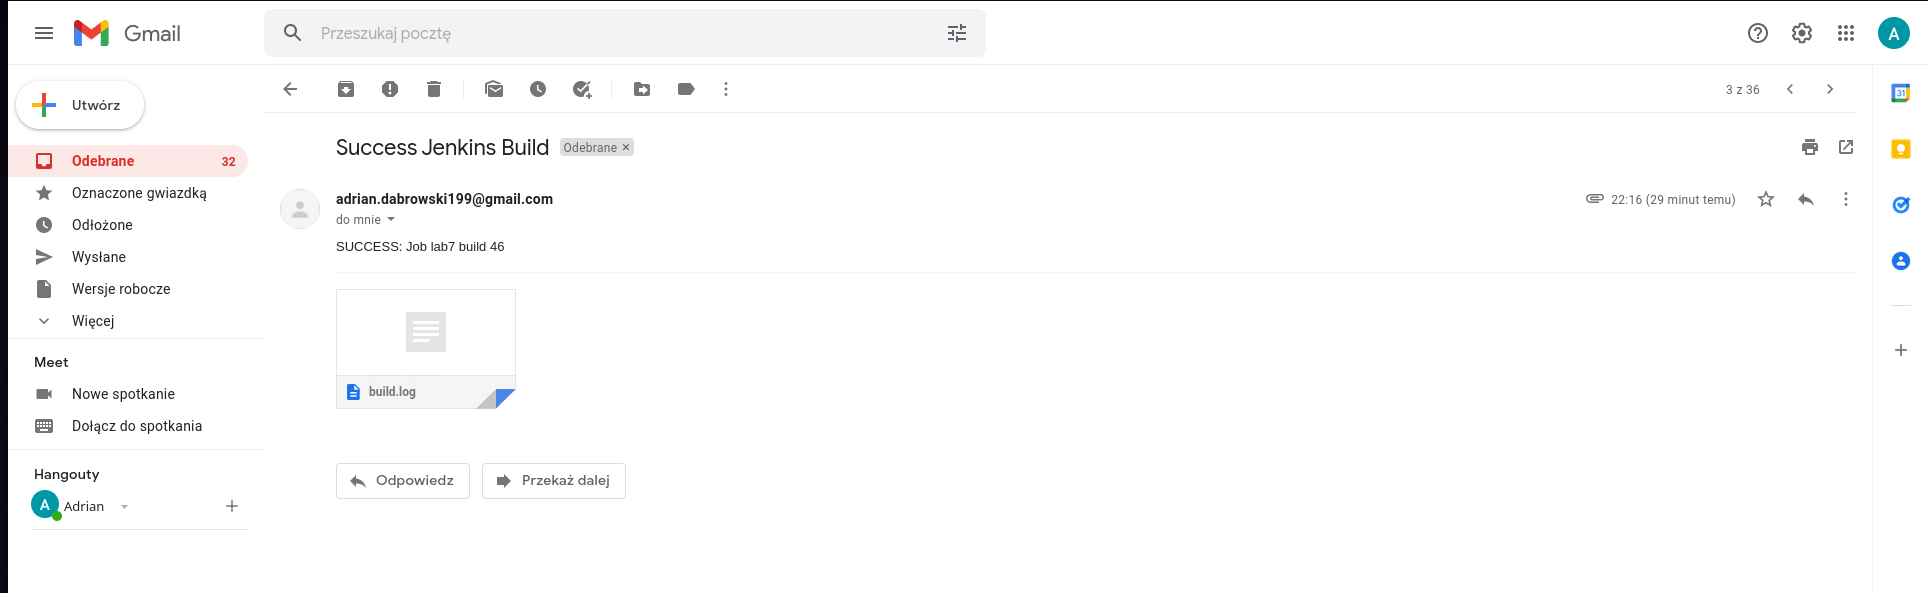 Gmail
Przeszukaj pocztę
A
Utwórz
3 z 36
31
Odebrane 32
Oznaczone gwiazdką
Odłożone
Wysłane
Wersje robocze
Więcej
Meet
Nowe spotkanie
Dołącz do spotkania
Hangouty
A Adrian
Success Jenkins Build Odebrane ×
adrian.dabrowski199@gmail.com
22:16 (29 minut temu)
do mnie
SUCCESS: Job lab7 build 46
build.log
Odpowiedz Przekaż dalej